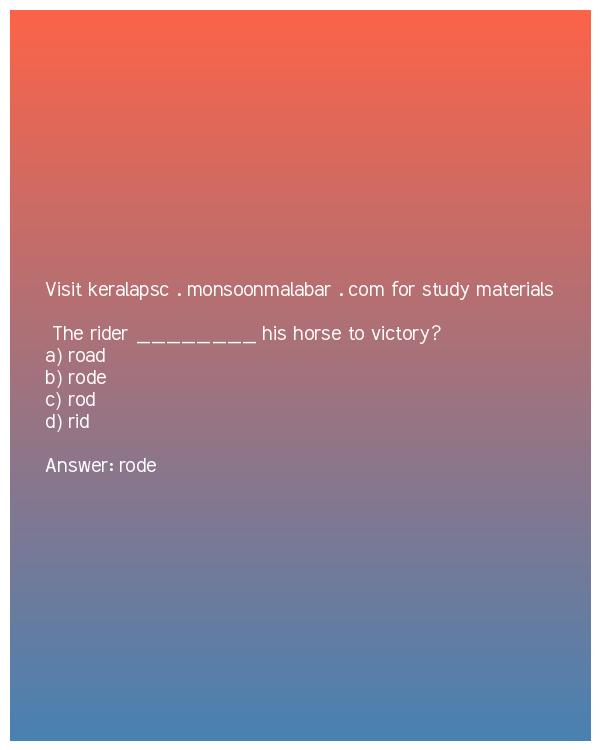 Visit keralapsc . monsoonmalabar . com for study materials
The rider ________ his horse to victory?
a) road
b) rode
c) rod
d) rid
Answer: rode